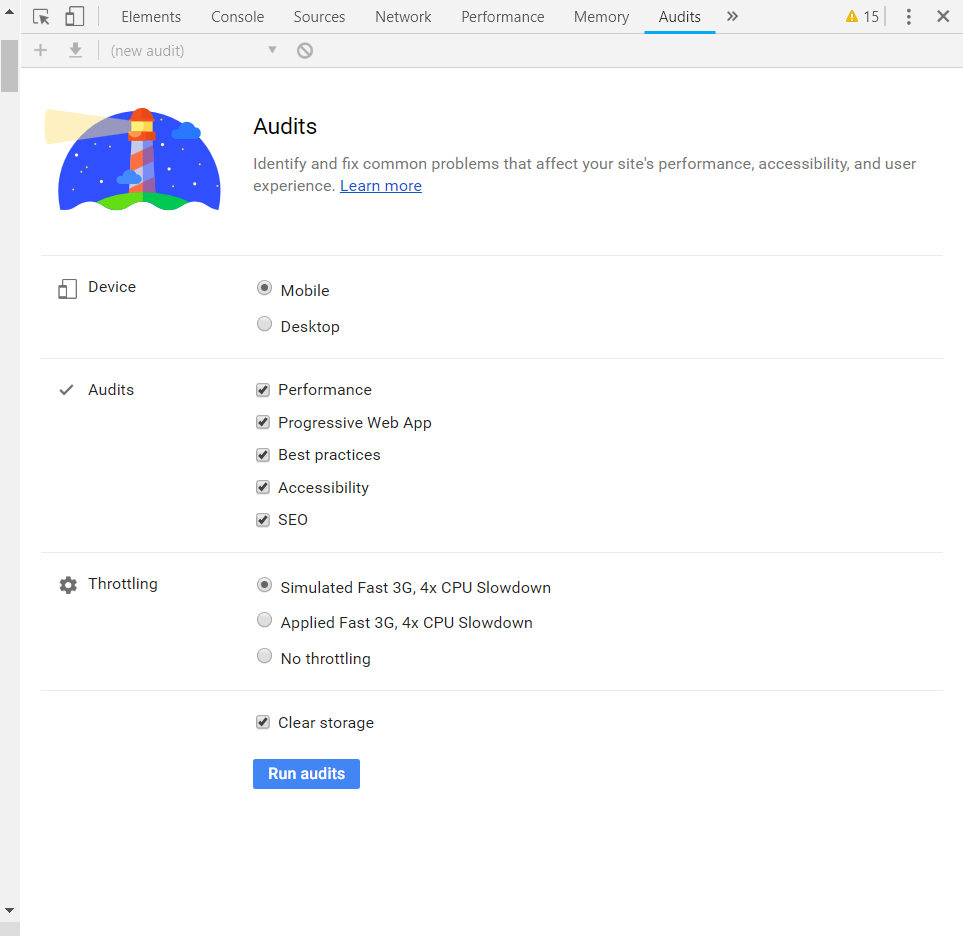 Elements Console Sources Network Performance Memory Audits » 15
(new audit)
Audits
Identify and fix common problems that affect your site's performance, accessibility, and user
experience. Learn more
Device
Mobile
Desktop
Audits
Performance
Progressive Web App
Best practices
Accessibility
SEO
Throttling
Simulated Fast 3G, 4x CPU Slowdown
Applied Fast 3G, 4x CPU Slowdown
No throttling
Clear storage
Run audits